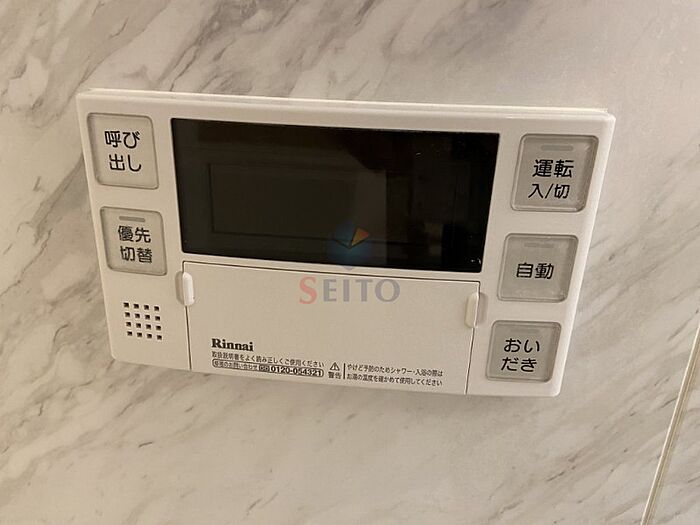 呼び
出し
優先
切替
運転
入/切
自動
おい
だき
SEITO
Rinnai
取扱説明書をよく読み正しくご使用ください
0120-054321
警告
やけど予防のためシャワー・入浴の際は
お湯の温度を確かめて使用してください